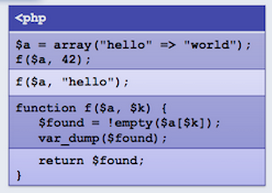 <php
$a = array("hello" => "world");
f($a, 42);
f($a, "hello");
function f($a, $k) {
$found = !empty($a[$k]);
var_dump($found);
return $found;
}